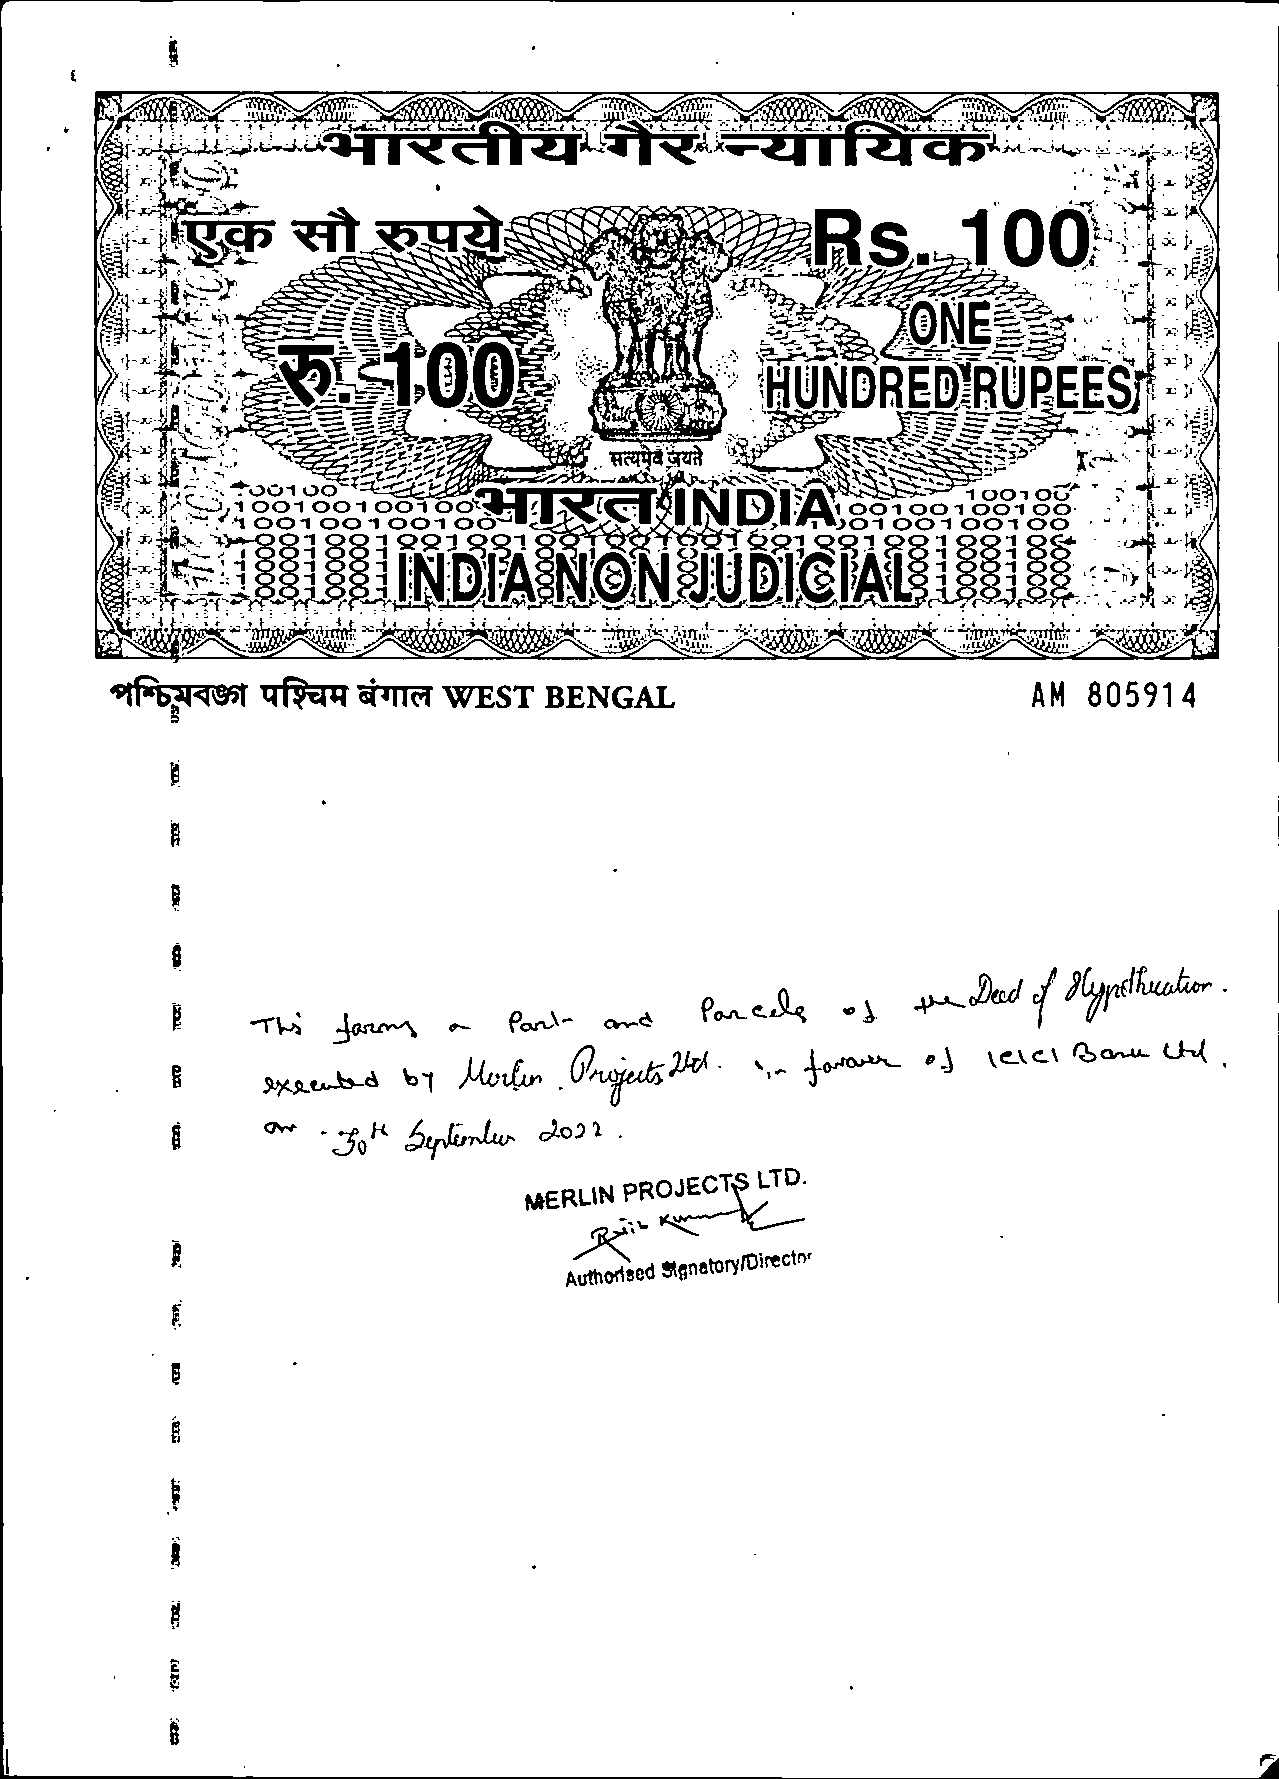 भारतीय गैर न्यायिक
एक सौ रुपये
Rs. 100
रु. 100
ONE
HUNDRED RUPEES
सत्यमेव जयते
भारत INDIA
INDIA NON JUDICIAL
পশ্চিমবঙ্গ पश्चिम बंगाल WEST BENGAL
AM 805914
This forms a Part and Parcels of the Deed of Hypothecation.
executed by Merlin Projects Ltd. in favour of ICICI Bank Ltd.
on 30th September 2022.
MERLIN PROJECTS LTD.
Authorised Signatory/Director